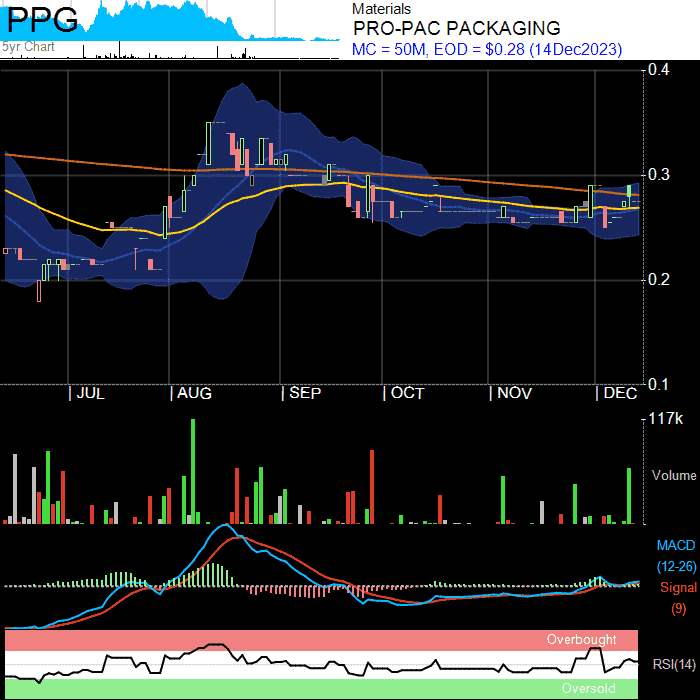 PPG
5yr Chart
Materials
PRO-PAC PACKAGING
MC = 50M, EOD = $0.28 (14Dec2023)
0.4
0.3
0.2
0.1
JUL
AUG
SEP
OCT
NOV
DEC
117k
Volume
MACD
(12-26)
Signal
(9)
Overbought
RSI(14)
Oversold